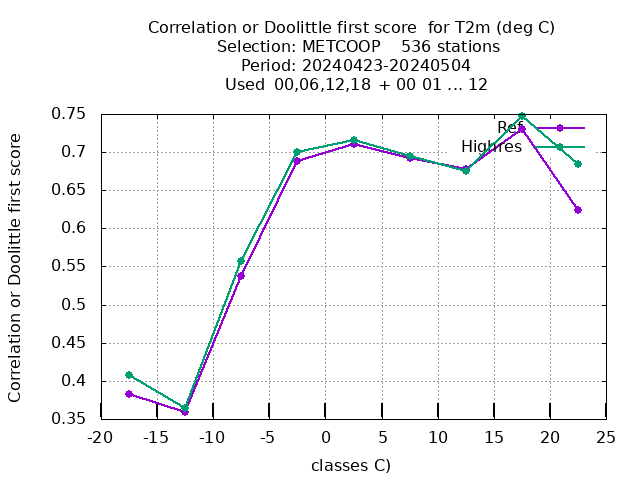 Correlation or Doolittle first score  for T2m (deg C)
Selection: METCOOP    536 stations
Period: 20240423-20240504
Used  00,06,12,18 + 00 01 ... 12
Correlation or Doolittle first score
0.75
0.7
0.65
0.6
0.55
0.5
0.45
0.4
0.35
Ref
Highres
-20 -15 -10 -5 0 5 10 15 20 25
classes C)